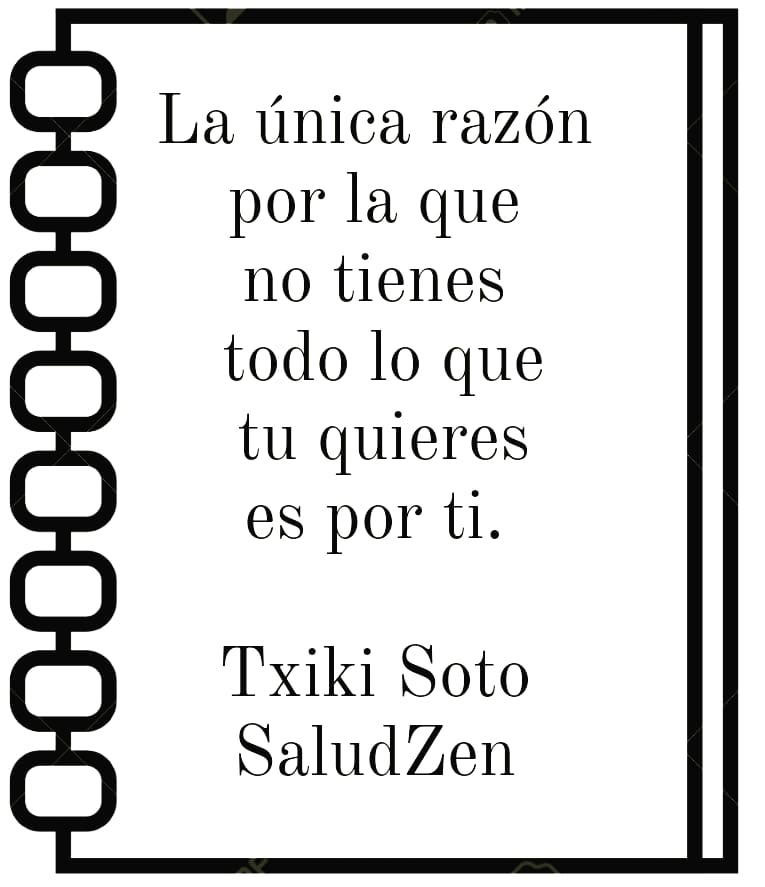 La única razón
por la que
no tienes
todo lo que
tu quieres
es por ti.
Txiki Soto
SaludZen